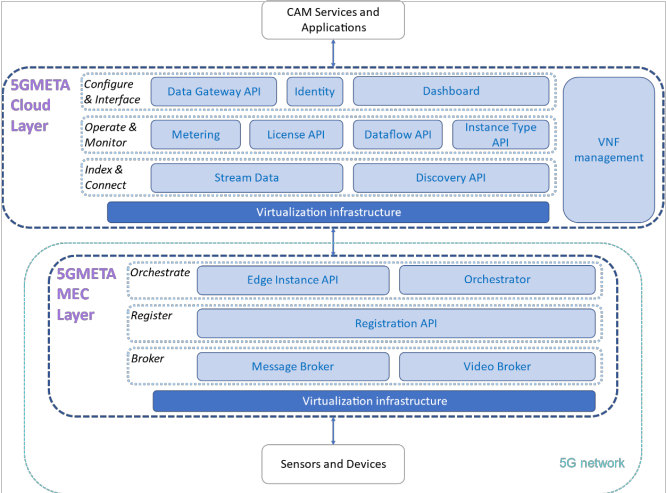 CAM Services and
Applications
5GMETA
Cloud
Layer
Configure
& Interface
Data Gateway API
Identity
Dashboard
Operate &
Monitor
Metering
License API
Dataflow API
Instance Type
API
Index &
Connect
Stream Data
Discovery API
VNF
management
Virtualization infrastructure
5GMETA
MEC
Layer
Orchestrate
Edge Instance API
Orchestrator
Register
Registration API
Broker
Message Broker
Video Broker
Virtualization infrastructure
Sensors and Devices
5G network